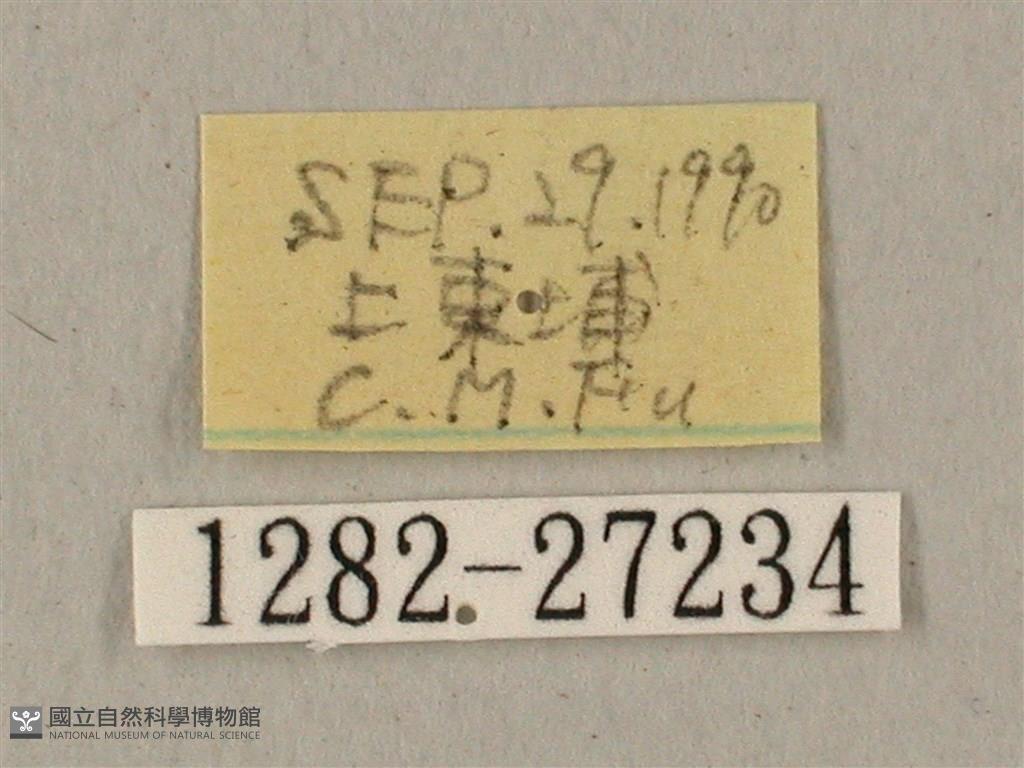 SEP. 29. 1990
上東埔
C. M. Fu
1282-27234
國立自然科學博物館
NATIONAL MUSEUM OF NATURAL SCIENCE